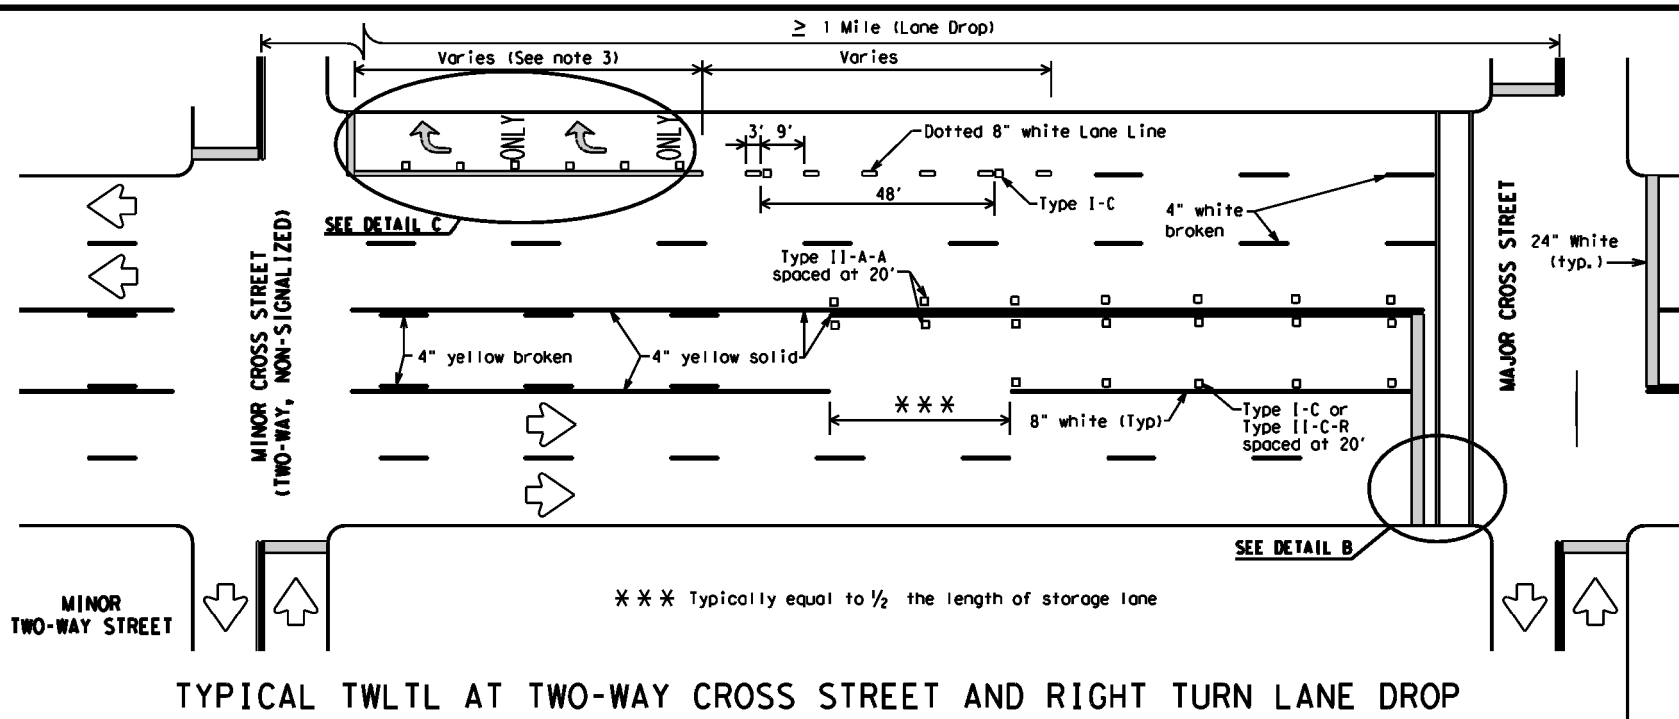 ≥ 1 Mile (Lane Drop)
Varies (See note 3)
Varies
ONLY
ONLY
3' 9'
Dotted 8" white Lane Line
48'
Type I-C
4" white
broken
SEE DETAIL C
MINOR CROSS STREET
(TWO-WAY, NON-SIGNALIZED)
Type II-A-A
spaced at 20'
MAJOR CROSS STREET
24" White
(typ.)
4" yellow broken
4" yellow solid
***
8" white (Typ)
Type I-C or
Type II-C-R
spaced at 20'
SEE DETAIL B
MINOR
TWO-WAY STREET
*** Typically equal to ½ the length of storage lane
TYPICAL TWLTL AT TWO-WAY CROSS STREET AND RIGHT TURN LANE DROP